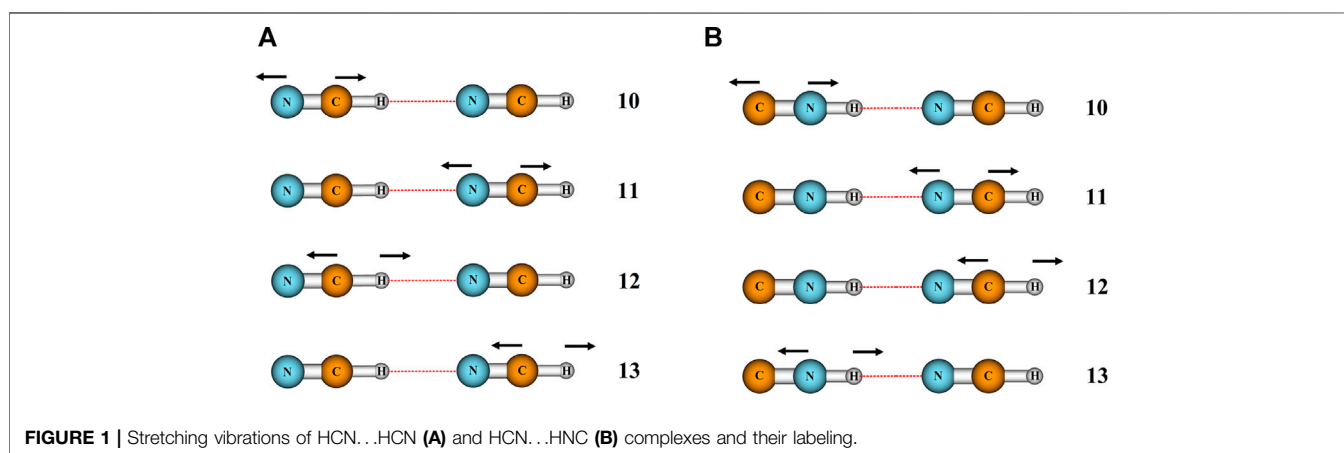 A
B
N C H N C H 10
C N H N C H 10
N C H N C H 11
C N H N C H 11
N C H N C H 12
C N H N C H 12
N C H N C H 13
C N H N C H 13
FIGURE 1 | Stretching vibrations of HCN. . .HCN (A) and HCN. . .HNC (B) complexes and their labeling.